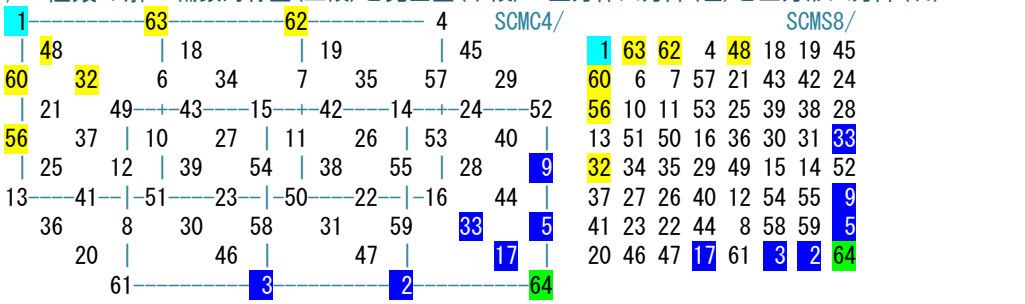 1----------63----------62---------- 4 SCMC4/ SCMS8/
| 48 | 18 | 19 | 45 1 63 62 4 48 18 19 45
60 32 6 34 7 35 57 29 60 6 7 57 21 43 42 24
| 21 49--+-43----15--+-42----14--+-24----52 56 10 11 53 25 39 38 28
56 37 | 10 27 | 11 26 | 53 40 | 13 51 50 16 36 30 31 33
| 25 12 | 39 54 | 38 55 | 28 9 32 34 35 29 49 15 14 52
13----41--|-51----23--|-50----22--|-16 44 | 37 27 26 40 12 54 55 9
36 8 30 58 31 59 33 5 41 23 22 44 8 58 59 5
20 | 46 | 47 | 17 | 20 46 47 17 61 3 2 64
61----------3----------2----------64